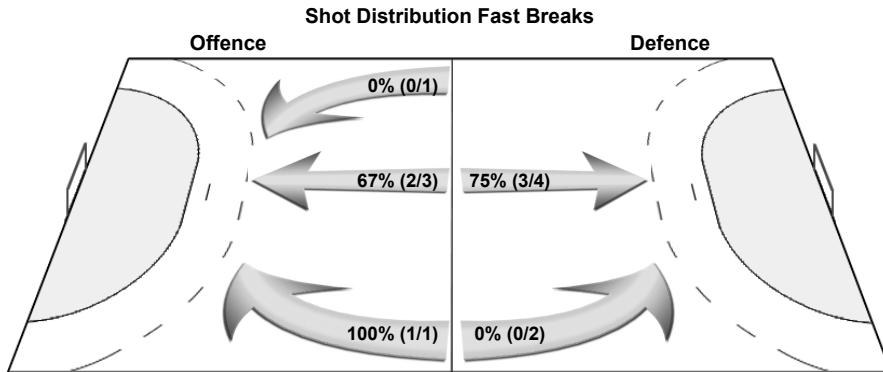 Shot Distribution Fast Breaks
Offence
Defence
0% (0/1)
67% (2/3)
75% (3/4)
100% (1/1)
0% (0/2)